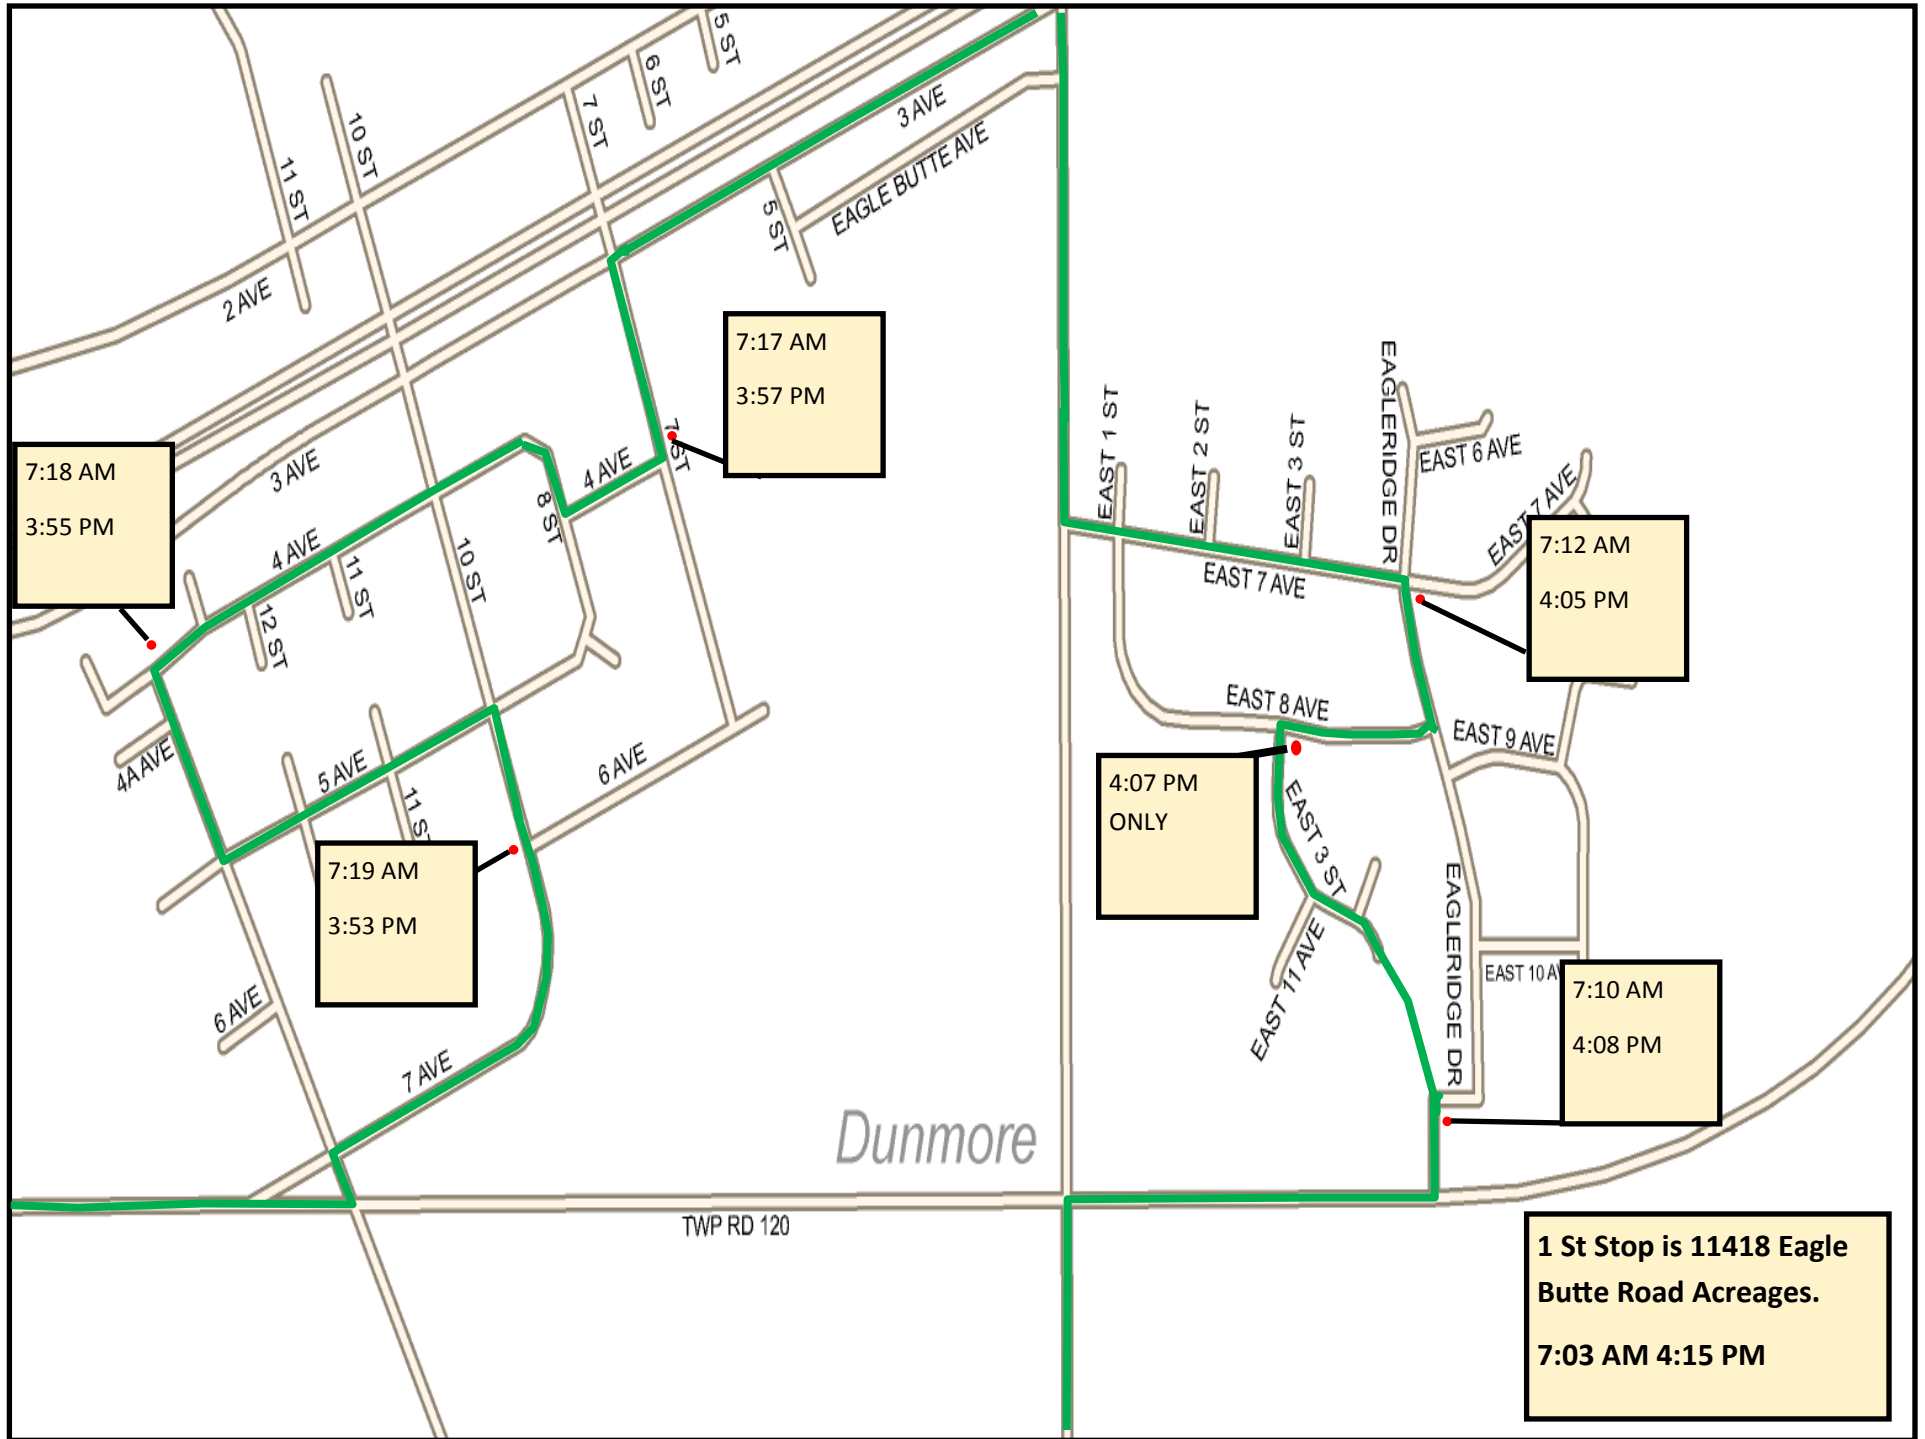 5 ST
6 ST
7 ST
10 ST
11 ST
2 AVE
3 AVE
EAGLE BUTTE AVE
5 ST
7:17 AM
3:57 PM
7 ST
7:18 AM
3:55 PM
3 AVE
4 AVE
8 ST
4 AVE
11 ST
10 ST
12 ST
4A AVE
5 AVE
11 ST
6 AVE
7:19 AM
3:53 PM
6 AVE
7 AVE
EAST 1 ST
EAST 2 ST
EAST 3 ST
EAGLERIDGE DR
EAST 6 AVE
EAST 7 AVE
EAST 7 AVE
7:12 AM
4:05 PM
EAST 8 AVE
EAST 9 AVE
4:07 PM
ONLY
EAST 3 ST
EAST 11 AVE
EAGLERIDGE DR
EAST 10 AV
7:10 AM
4:08 PM
Dunmore
TWP RD 120
1 St Stop is 11418 Eagle
Butte Road Acreages.
7:03 AM 4:15 PM